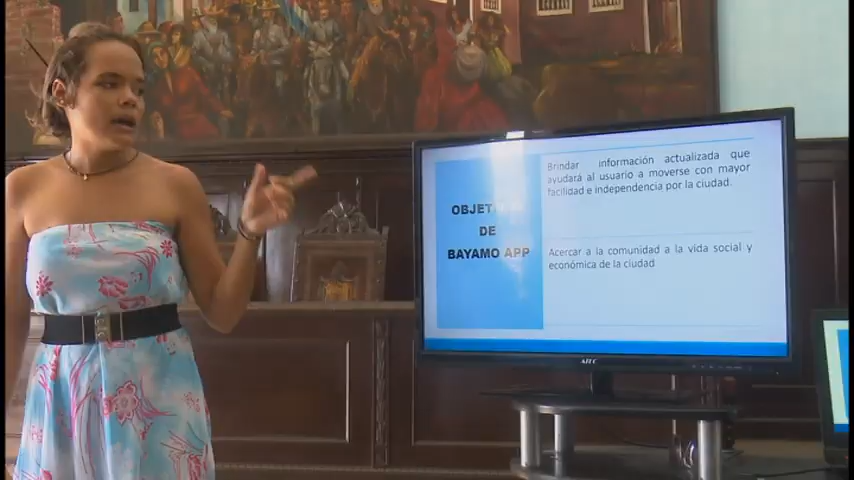 OBJET
DE
BAYAMO APP
Brindar información actualizada que
ayudará al usuario a moverse con mayor
facilidad e independencia por la ciudad.
Acercar a la comunidad a la vida social y
económica de la ciudad